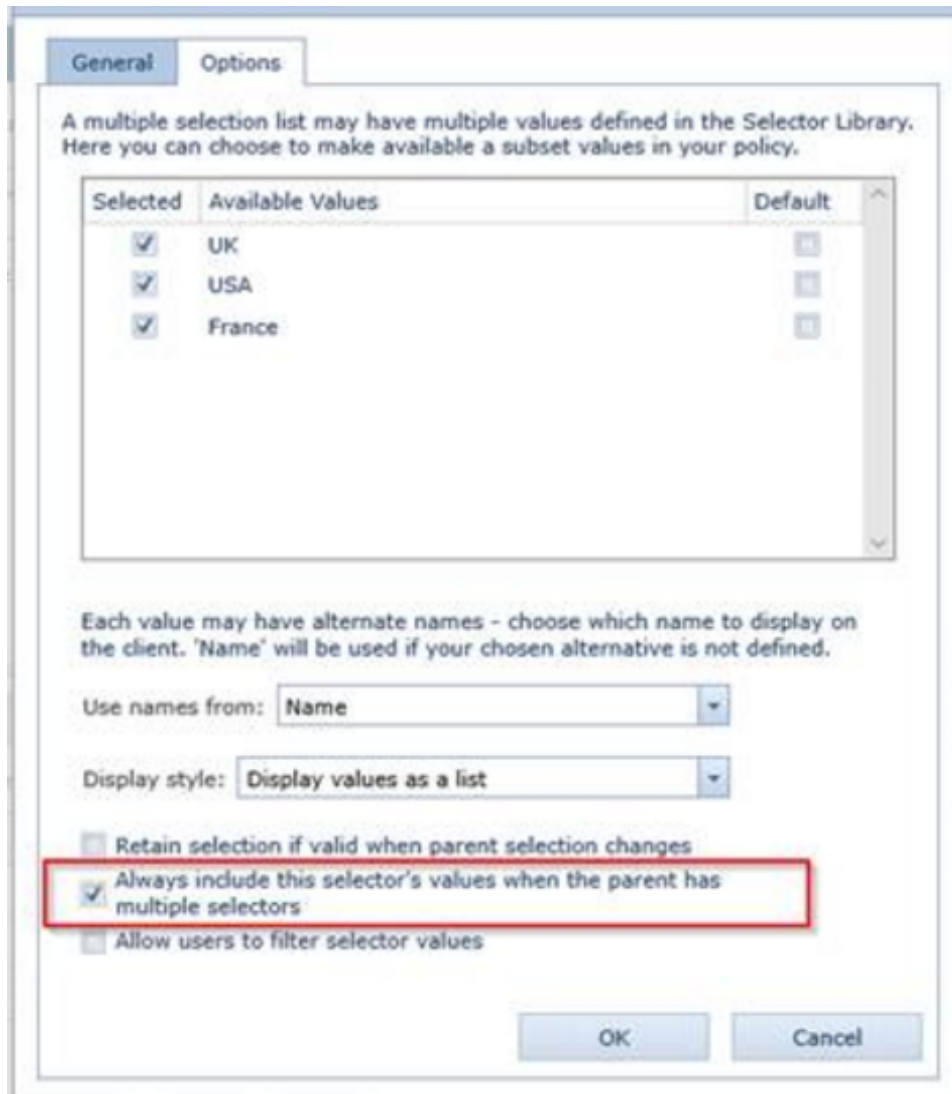 General Options
A multiple selection list may have multiple values defined in the Selector Library.
Here you can choose to make available a subset values in your policy.
Selected Available Values Default
UK
USA
France
Each value may have alternate names - choose which name to display on
the client. 'Name' will be used if your chosen alternative is not defined.
Use names from: Name
Display style: Display values as a list
Retain selection if valid when parent selection changes
Always include this selector's values when the parent has
multiple selectors
Allow users to filter selector values
OK Cancel